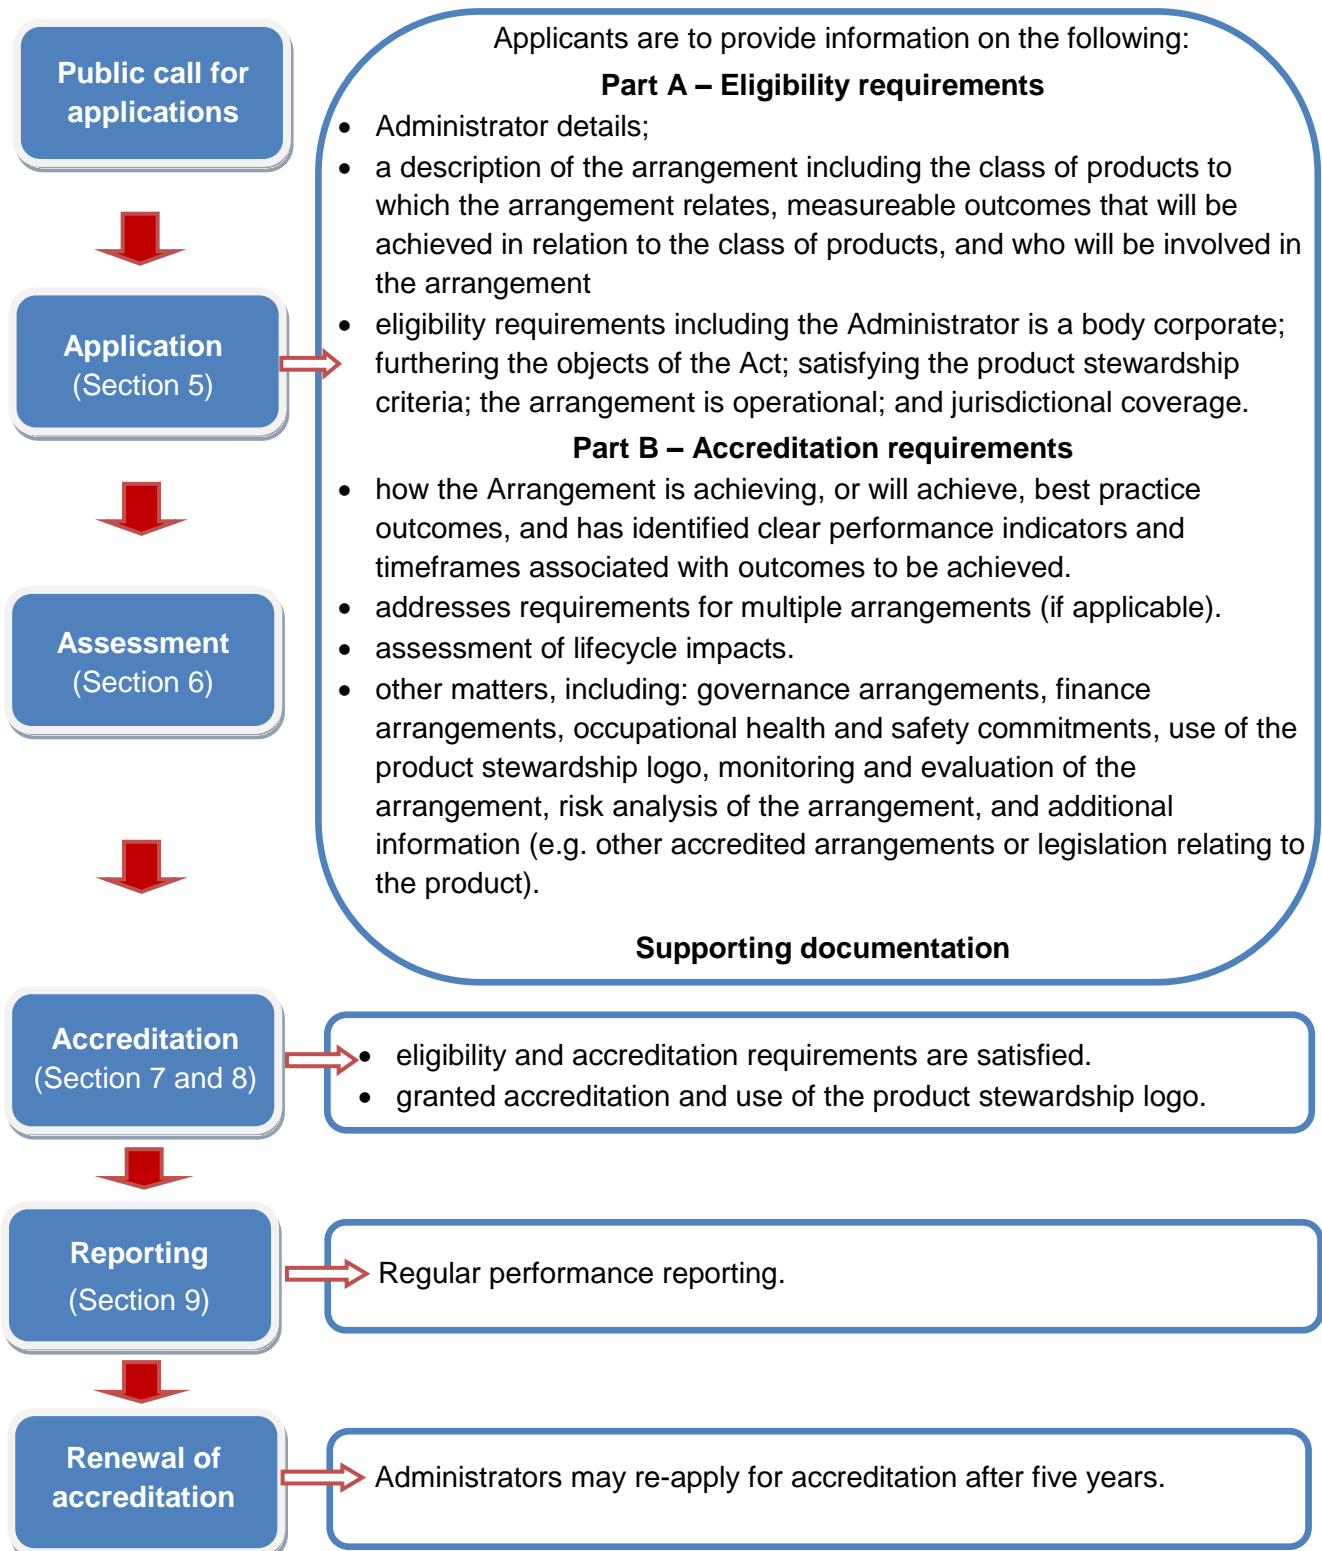 Public call for
applications
Applicants are to provide information on the following:
Part A – Eligibility requirements
• Administrator details;
• a description of the arrangement including the class of products to
which the arrangement relates, measureable outcomes that will be
achieved in relation to the class of products, and who will be involved in
the arrangement
• eligibility requirements including the Administrator is a body corporate;
furthering the objects of the Act; satisfying the product stewardship
criteria; the arrangement is operational; and jurisdictional coverage.
Part B – Accreditation requirements
• how the Arrangement is achieving, or will achieve, best practice
outcomes, and has identified clear performance indicators and
timeframes associated with outcomes to be achieved.
• addresses requirements for multiple arrangements (if applicable).
• assessment of lifecycle impacts.
• other matters, including: governance arrangements, finance
arrangements, occupational health and safety commitments, use of the
product stewardship logo, monitoring and evaluation of the
arrangement, risk analysis of the arrangement, and additional
information (e.g. other accredited arrangements or legislation relating to
the product).
Supporting documentation
Application
(Section 5)
Assessment
(Section 6)
Accreditation
(Section 7 and 8)
• eligibility and accreditation requirements are satisfied.
• granted accreditation and use of the product stewardship logo.
Reporting
(Section 9)
Regular performance reporting.
Renewal of
accreditation
Administrators may re-apply for accreditation after five years.